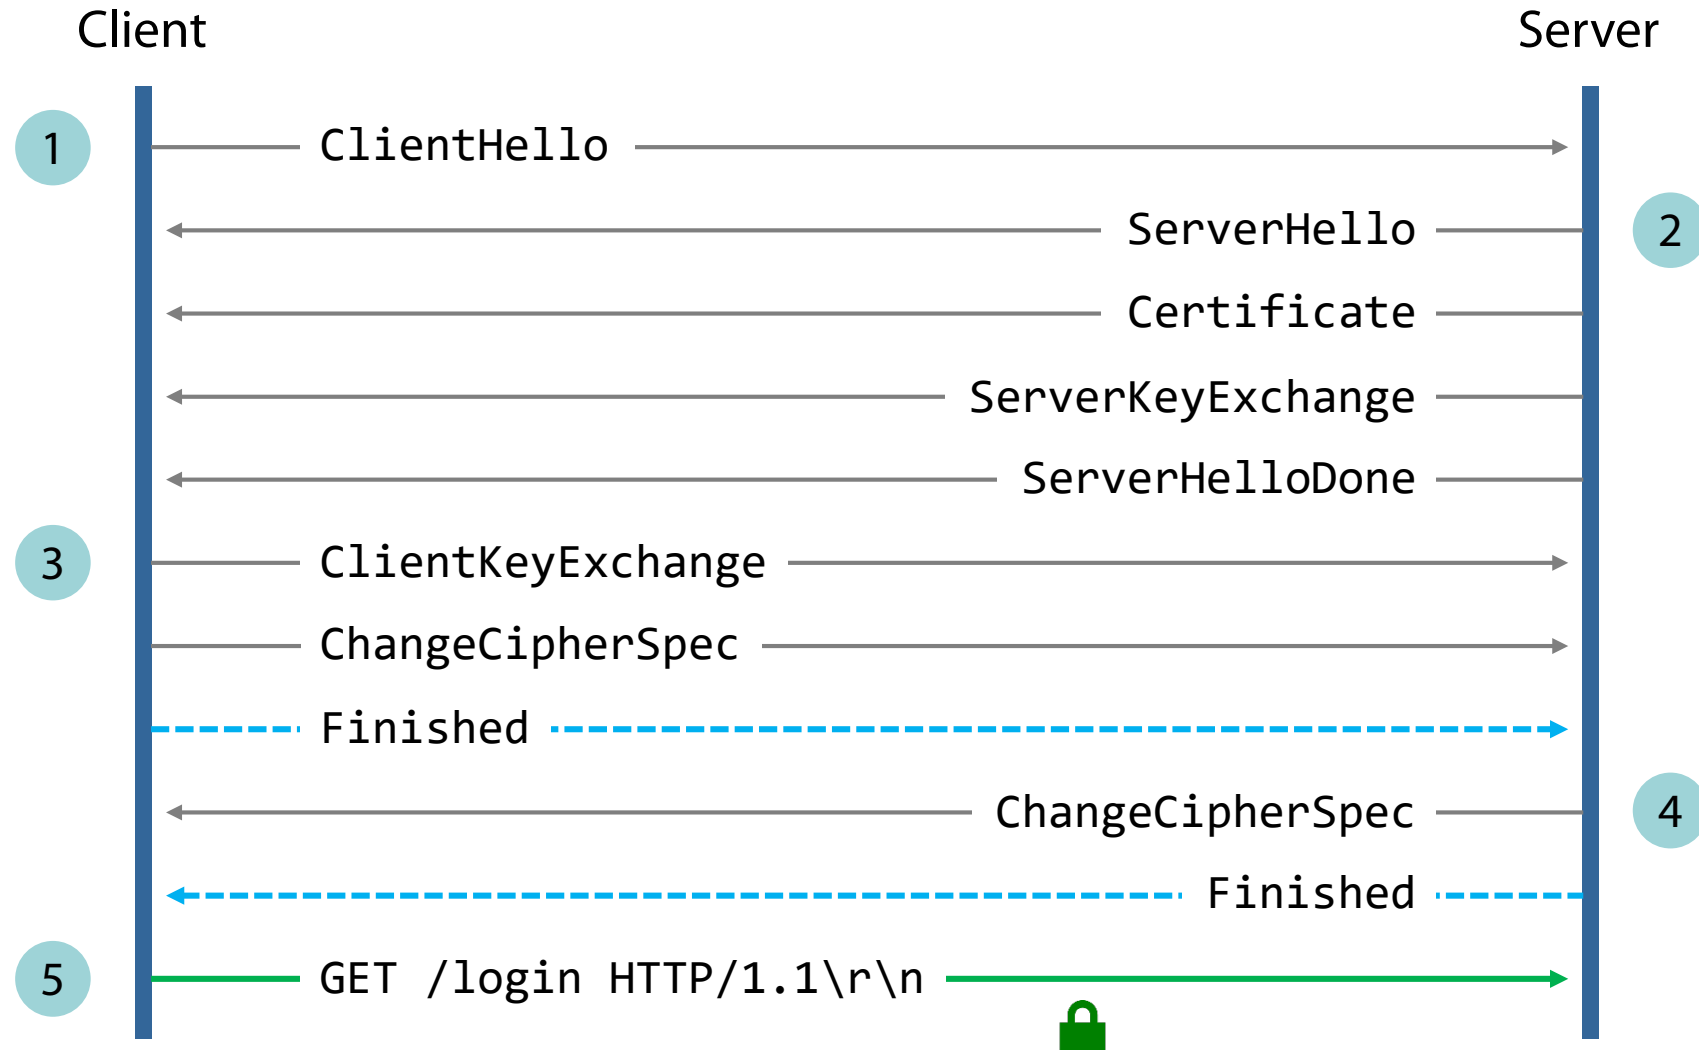 Client Server
1 ClientHello
ServerHello 2
Certificate
ServerKeyExchange
ServerHelloDone
3 ClientKeyExchange
ChangeCipherSpec
Finished
ChangeCipherSpec 4
Finished
5 GET /login HTTP/1.1\r\n